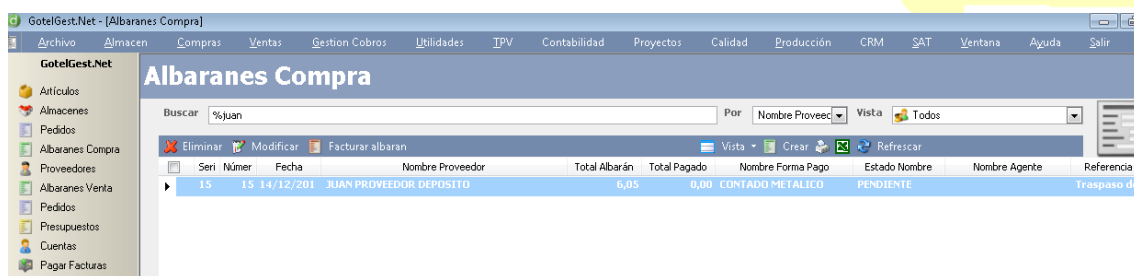 GotelGest.Net - [Albaranes Compra]
Archivo Almacen Compras Ventas Gestion Cobros Utilidades TPV Contabilidad Proyectos Calidad Producción CRM SAT Ventana Ayuda Salir
GotelGest.Net
Artículos
Almacenes
Pedidos
Albaranes Compra
Proveedores
Albaranes Venta
Pedidos
Presupuestos
Cuentas
Pagar Facturas
Albaranes Compra
Buscar %juan Por Nombre Proveec Vista Todos
Eliminar Modificar Facturar albaran Vista Crear Refrescar
Seri Númer Fecha Nombre Proveedor Total Albarán Total Pagado Nombre Forma Pago Estado Nombre Nombre Agente Referencia
15 15 14/12/201 JUAN PROVEEDOR DEPOSITO 6,05 0,00 CONTADO METALICO PENDIENTE Traspaso d